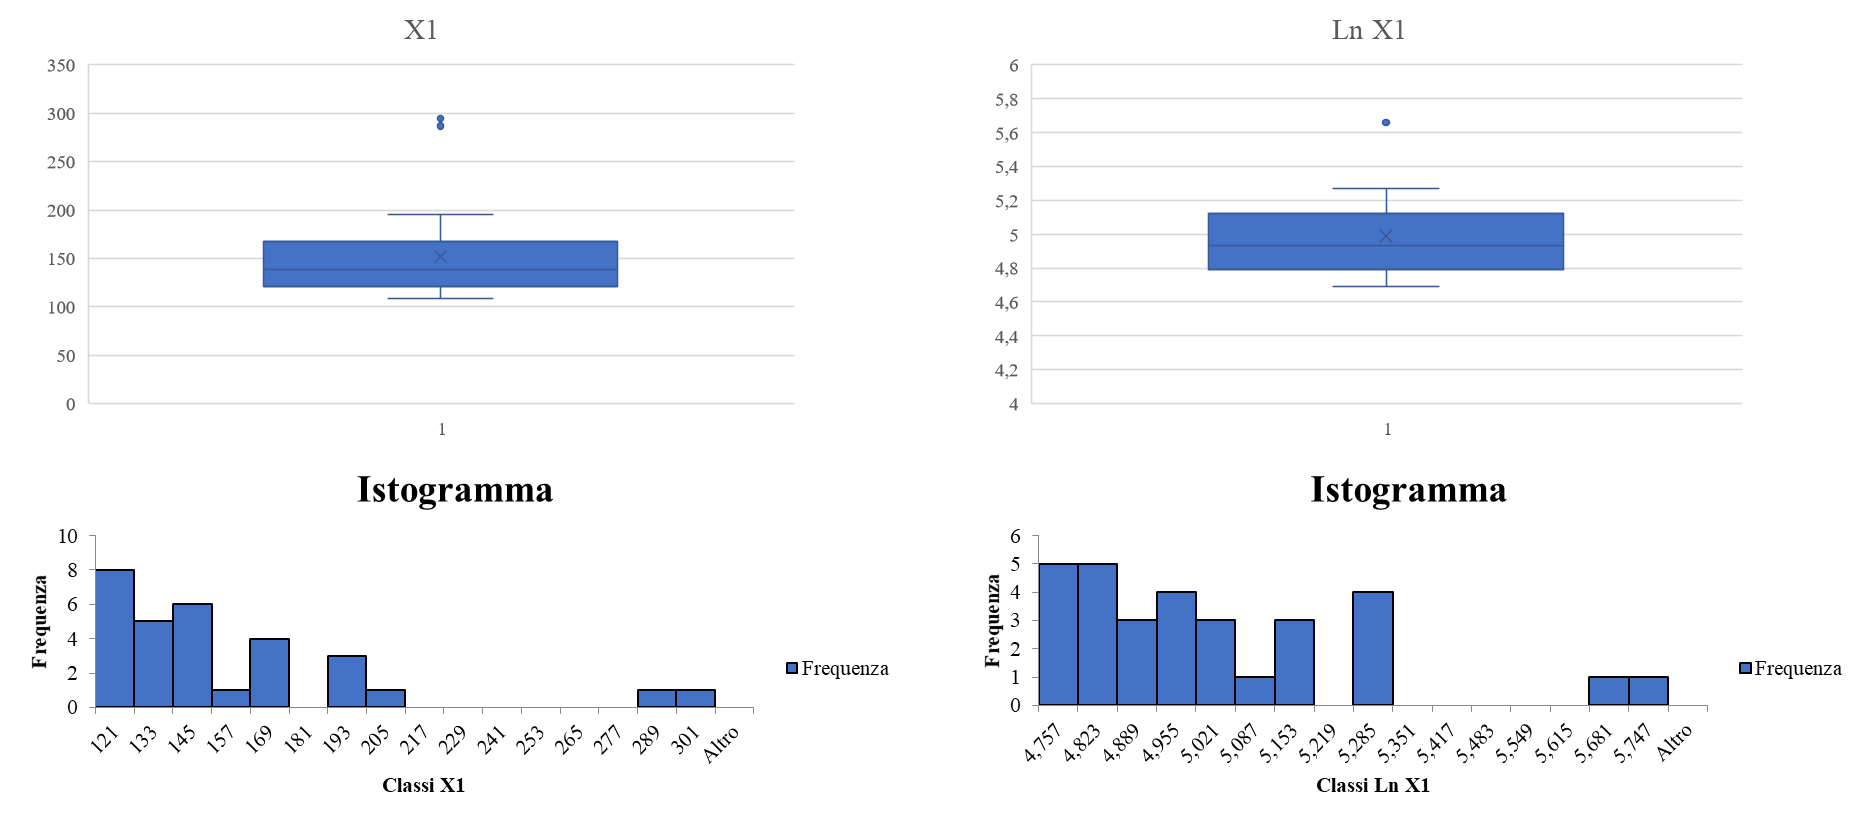 X1
350
300
250
200
150
100
50
0
1
Ln X1
6
5,8
5,6
5,4
5,2
5
4,8
4,6
4,4
4,2
4
1
Istogramma
10
8
6
4
2
0
Frequenza
121 133 145 157 169 181 193 205 217 229 241 253 265 277 289 301 Altro
Classi X1
Frequenza
Istogramma
6
5
4
3
2
1
0
Frequenza
4,757 4,823 4,889 4,955 5,021 5,087 5,153 5,219 5,285 5,351 5,417 5,483 5,549 5,615 5,681 5,747 Altro
Classi Ln X1
Frequenza